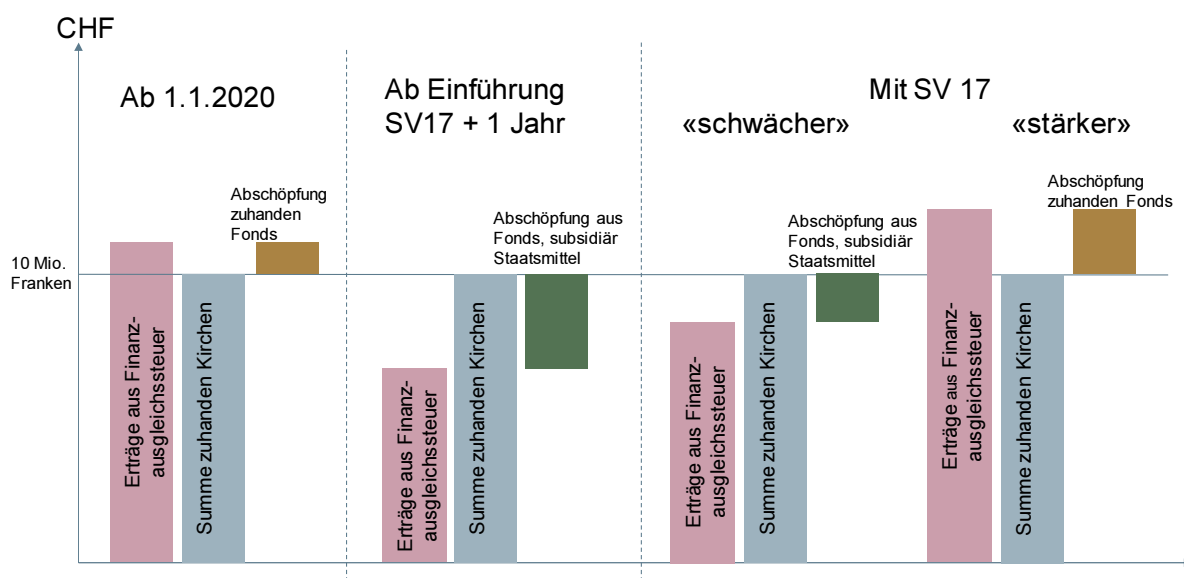 CHF
Ab 1.1.2020
Ab Einführung
SV17 + 1 Jahr
Mit SV 17
«schwächer»
«stärker»
10 Mio.
Franken
Erträge aus Finanz-
ausgleichssteuer
Summe zuhanden Kirchen
Abschöpfung
zuhanden
Fonds
Erträge aus Finanz-
ausgleichssteuer
Summe zuhanden Kirchen
Abschöpfung aus
Fonds, subsidiär
Staatsmittel
Erträge aus Finanz-
ausgleichssteuer
Summe zuhanden Kirchen
Abschöpfung aus
Fonds, subsidiär
Staatsmittel
Erträge aus Finanz-
ausgleichssteuer
Summe zuhanden Kirchen
Abschöpfung
zuhanden Fonds